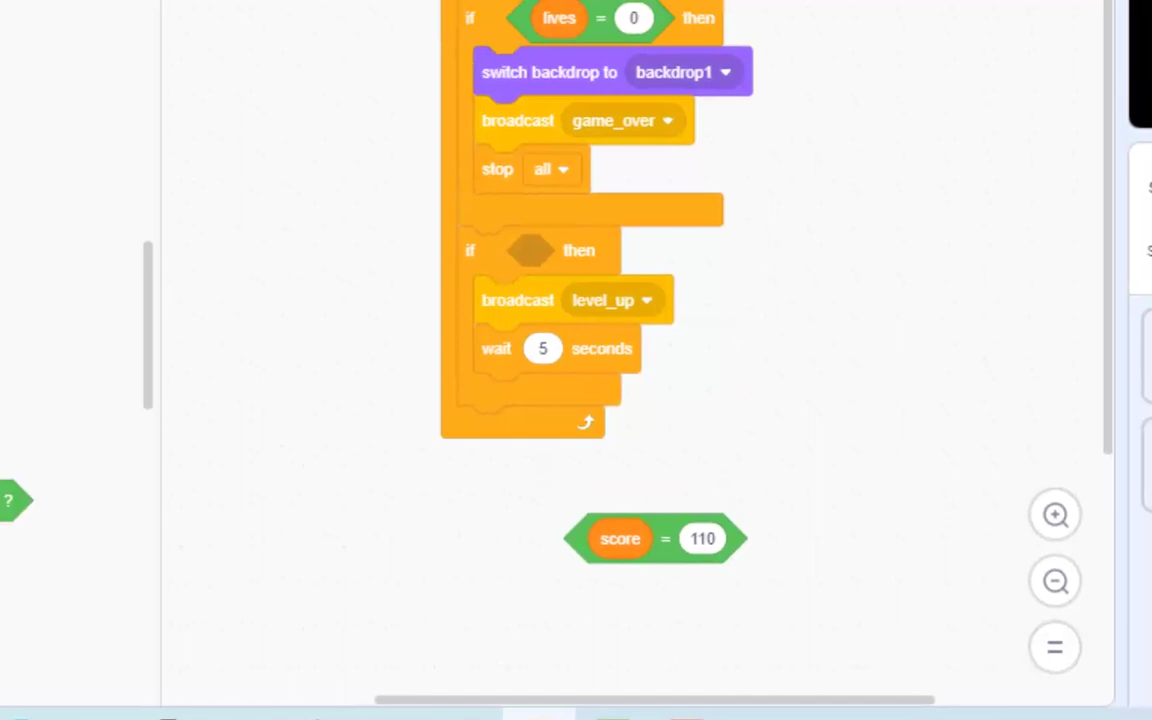 if lives = 0 then
switch backdrop to backdrop1
broadcast game_over
stop all
if then
broadcast level_up
wait 5 seconds
?
score = 110